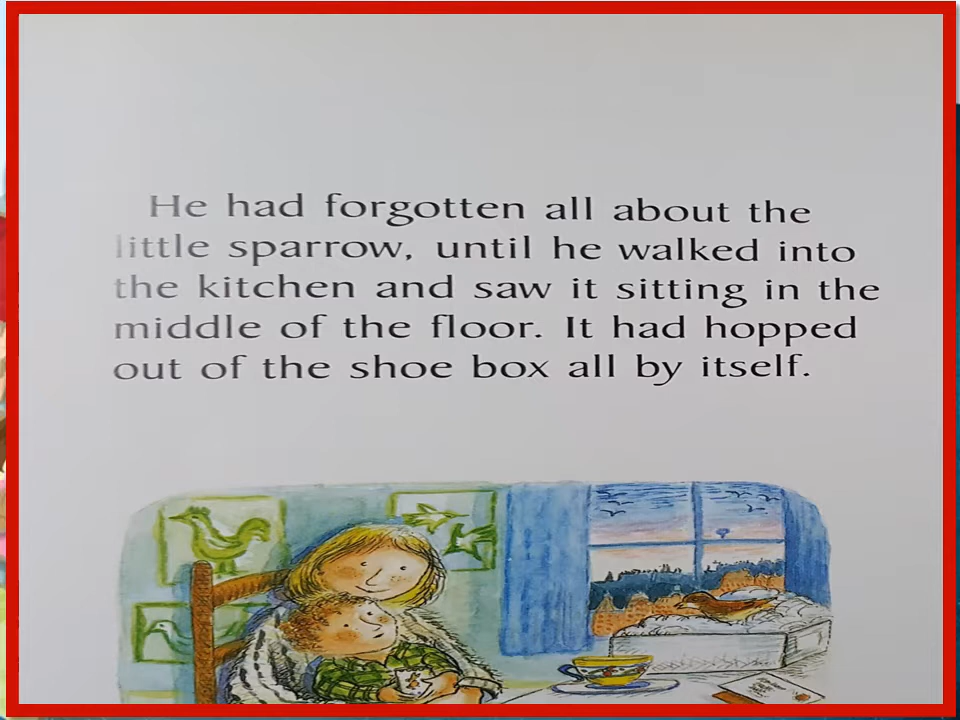 He had forgotten all about the
little sparrow, until he walked into
the kitchen and saw it sitting in the
middle of the floor. It had hopped
out of the shoe box all by itself.